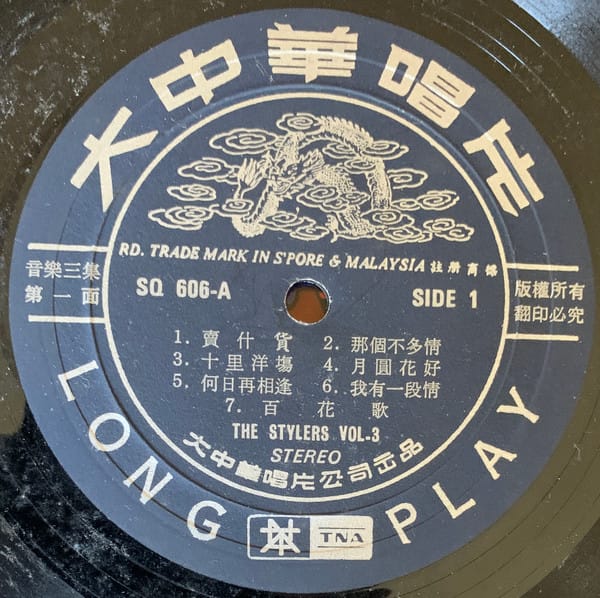 大中華唱片
RD. TRADE MARK IN S'PORE & MALAYSIA 註册商標
音樂三集
第一面
SQ 606-A
SIDE 1
版權所有
翻印必究
1. 賣什貨 2. 那個不多情
3. 十里洋塲 4. 月圓花好
5. 何日再相逢 6. 我有一段情
7. 百花歌
THE STYLERS VOL-3
STEREO
大中華唱片公司出品
LONG PLAY
TNA